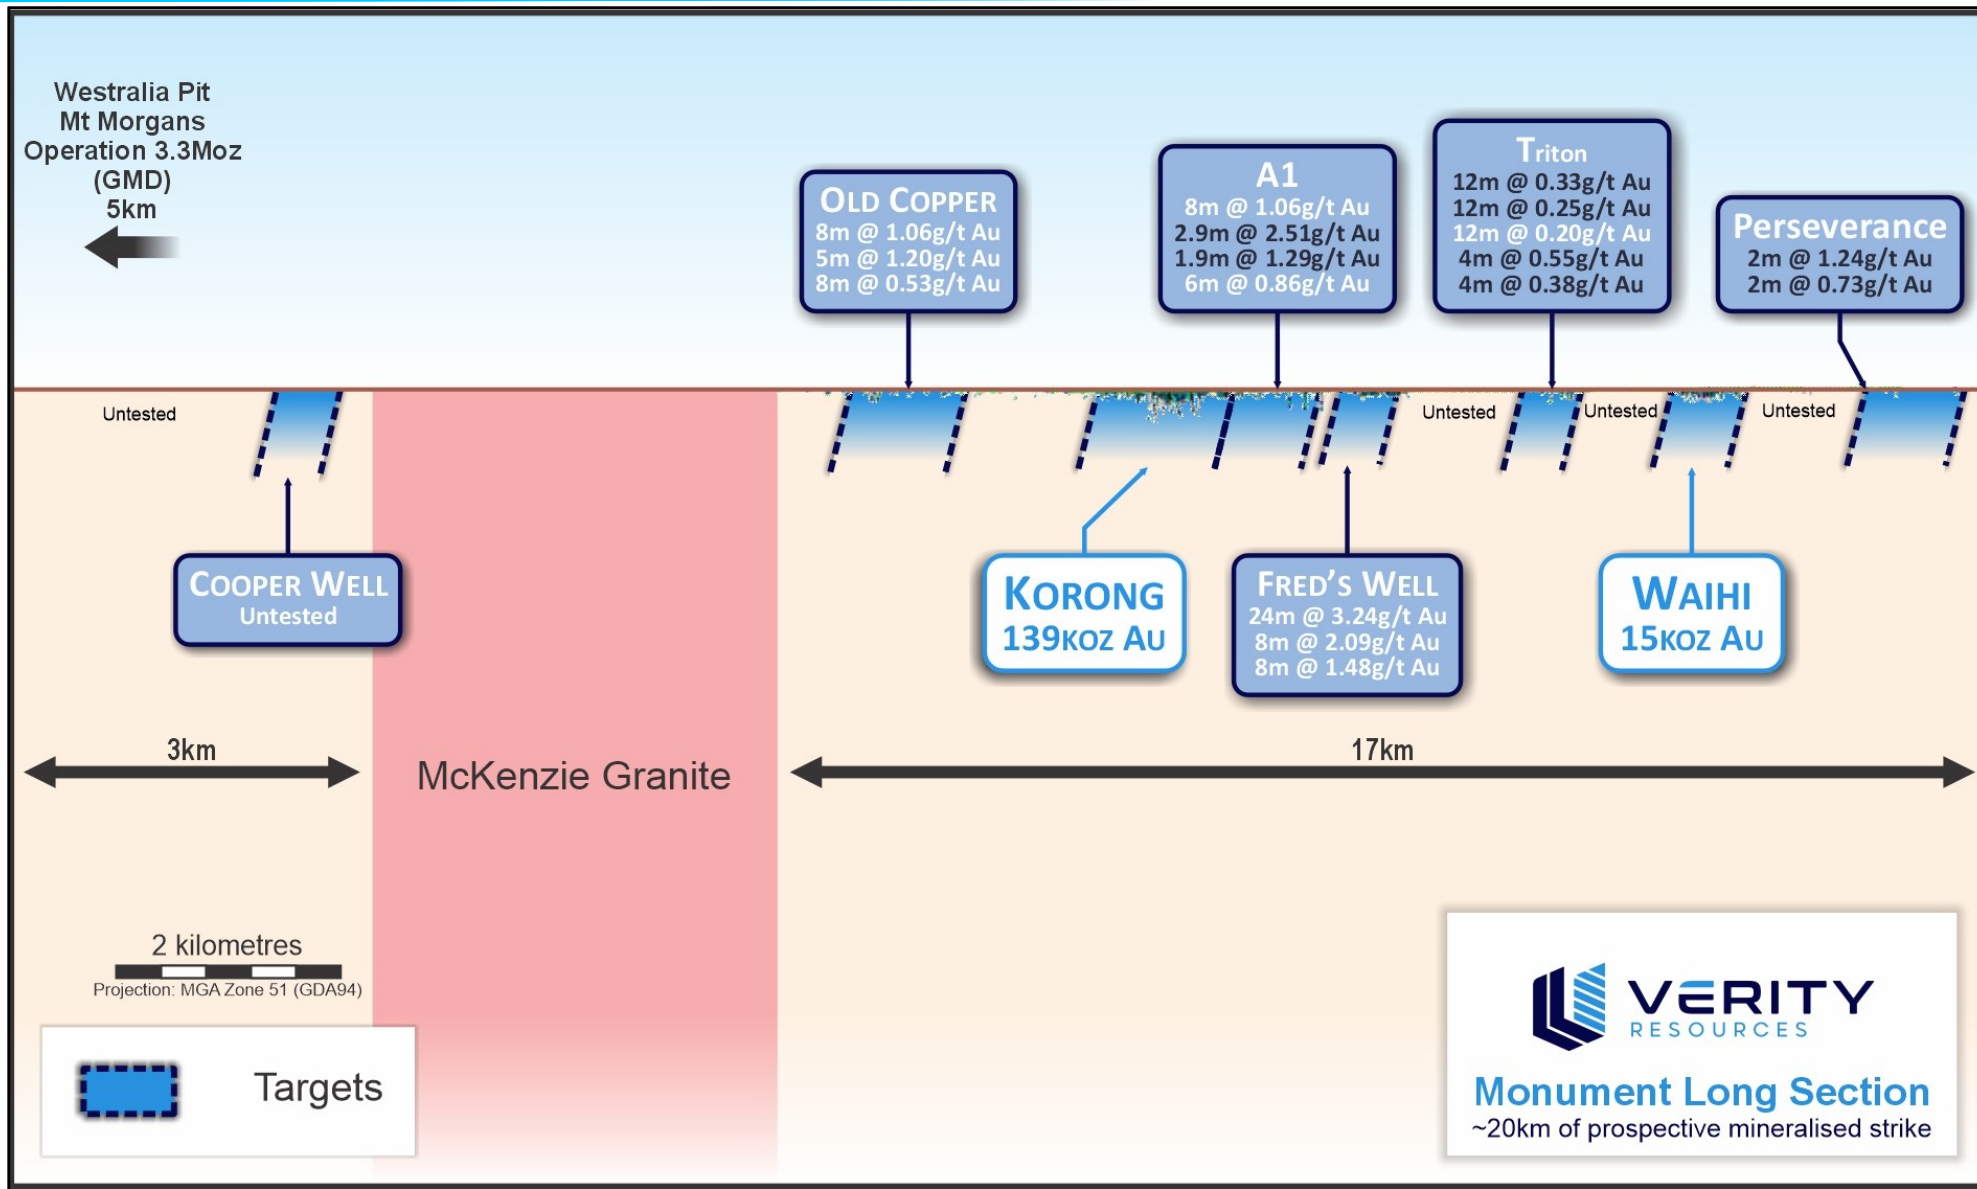 Westralia Pit
Mt Morgans
Operation 3.3Moz
(GMD)
5km
OLD COPPER
8m @ 1.06g/t Au
5m @ 1.20g/t Au
8m @ 0.53g/t Au
A1
8m @ 1.06g/t Au
2.9m @ 2.51g/t Au
1.9m @ 1.29g/t Au
6m @ 0.86g/t Au
Triton
12m @ 0.33g/t Au
12m @ 0.25g/t Au
12m @ 0.20g/t Au
4m @ 0.55g/t Au
4m @ 0.38g/t Au
Perseverance
2m @ 1.24g/t Au
2m @ 0.73g/t Au
Untested
Untested
Untested
Untested
COOPER WELL
Untested
KORONG
139KOZ AU
FRED'S WELL
24m @ 3.24g/t Au
8m @ 2.09g/t Au
8m @ 1.48g/t Au
WAIHI
15KOZ AU
3km
McKenzie Granite
17km
2 kilometres
Projection: MGA Zone 51 (GDA94)
Targets
VERITY
RESOURCES
Monument Long Section
~20km of prospective mineralised strike